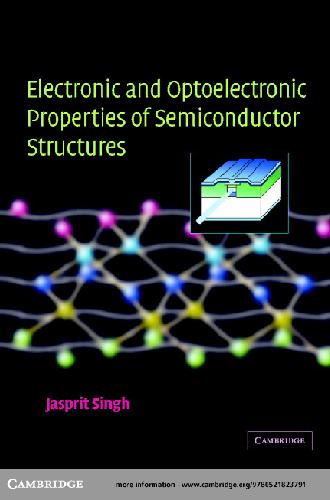 Electronic and Optoelectronic
Properties of Semiconductor
Structures
Jasprit Singh
CAMBRIDGE
CAMBRIDGE
more information - www.cambridge.org/9780521823791